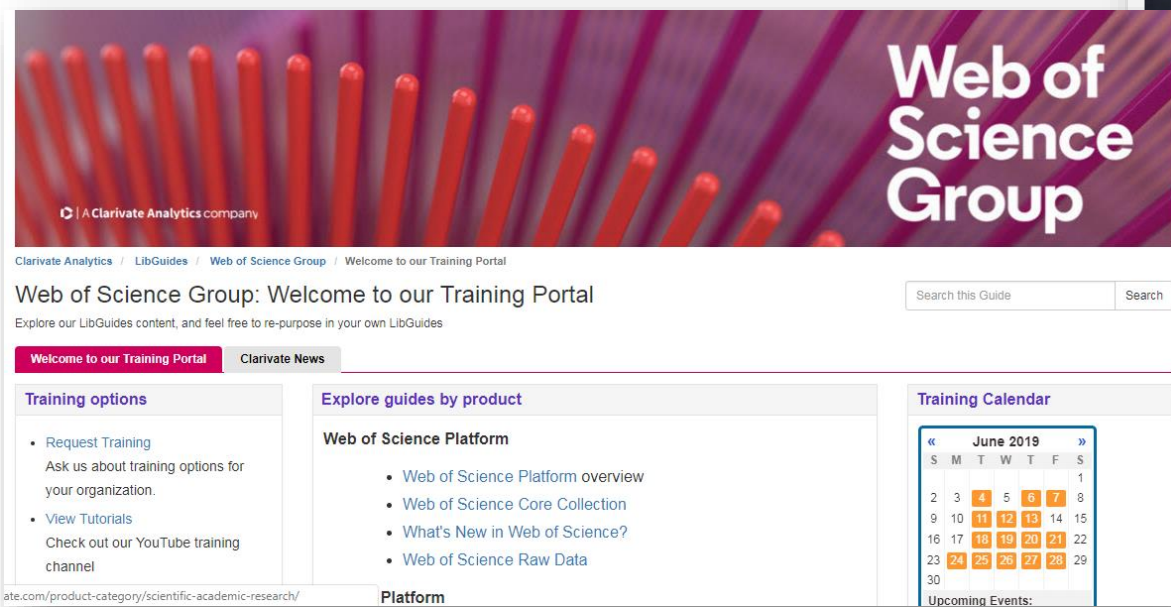 Web of
Science
Group
| A Clarivate Analytics company
Clarivate Analytics / LibGuides / Web of Science Group / Welcome to our Training Portal
Web of Science Group: Welcome to our Training Portal
Search this Guide
Search
Explore our LibGuides content, and feel free to re-purpose in your own LibGuides
Welcome to our Training Portal
Clarivate News
Training options
• Request Training
Ask us about training options for
your organization.
• View Tutorials
Check out our YouTube training
channel
Explore guides by product
Web of Science Platform
• Web of Science Platform overview
• Web of Science Core Collection
• What's New in Web of Science?
• Web of Science Raw Data
Platform
Training Calendar
« June 2019 »
S M T W T F S
1
2 3 4 5 6 7 8
9 10 11 12 13 14 15
16 17 18 19 20 21 22
23 24 25 26 27 28 29
30
Upcoming Events:
ate.com/product-category/scientific-academic-research/